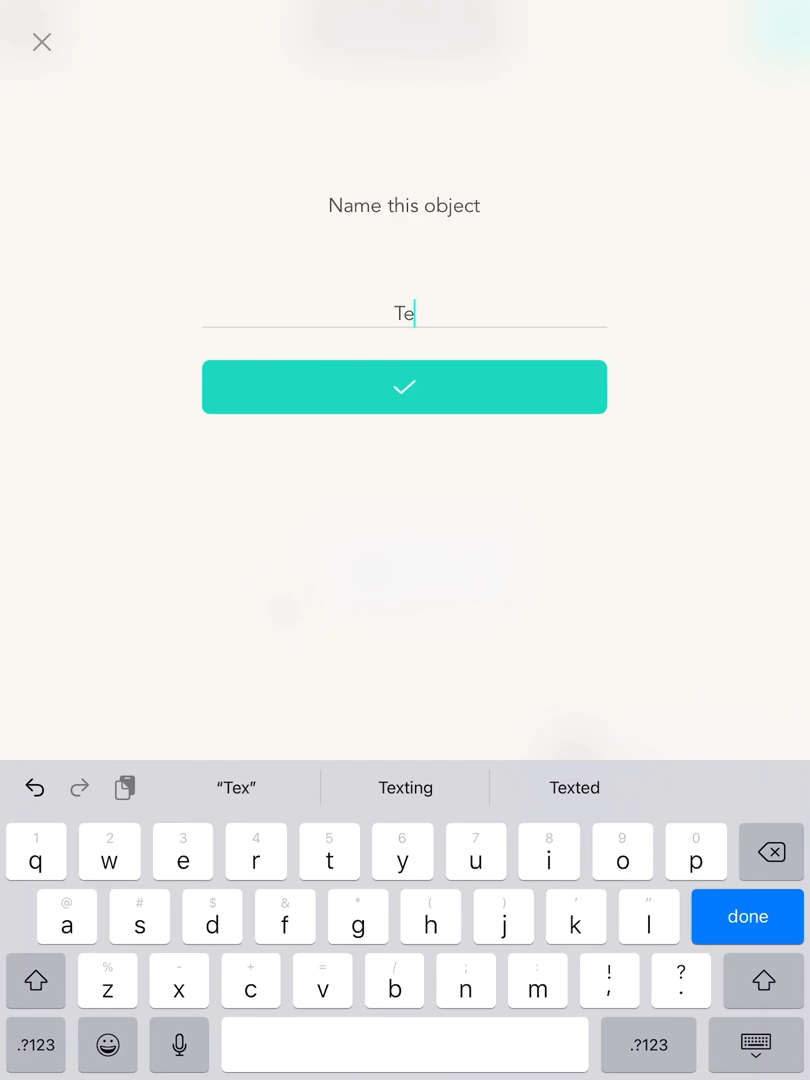 Name this object
Te
“Tex” Texting Texted
1 2 3 4 5 6 7 8 9 0
q w e r t y u i o p
@ # $ & * ( ) ' "
a s d f g h j k l done
% - + = / ; : ! ?
z x c v b n m , .
.?123 .?123